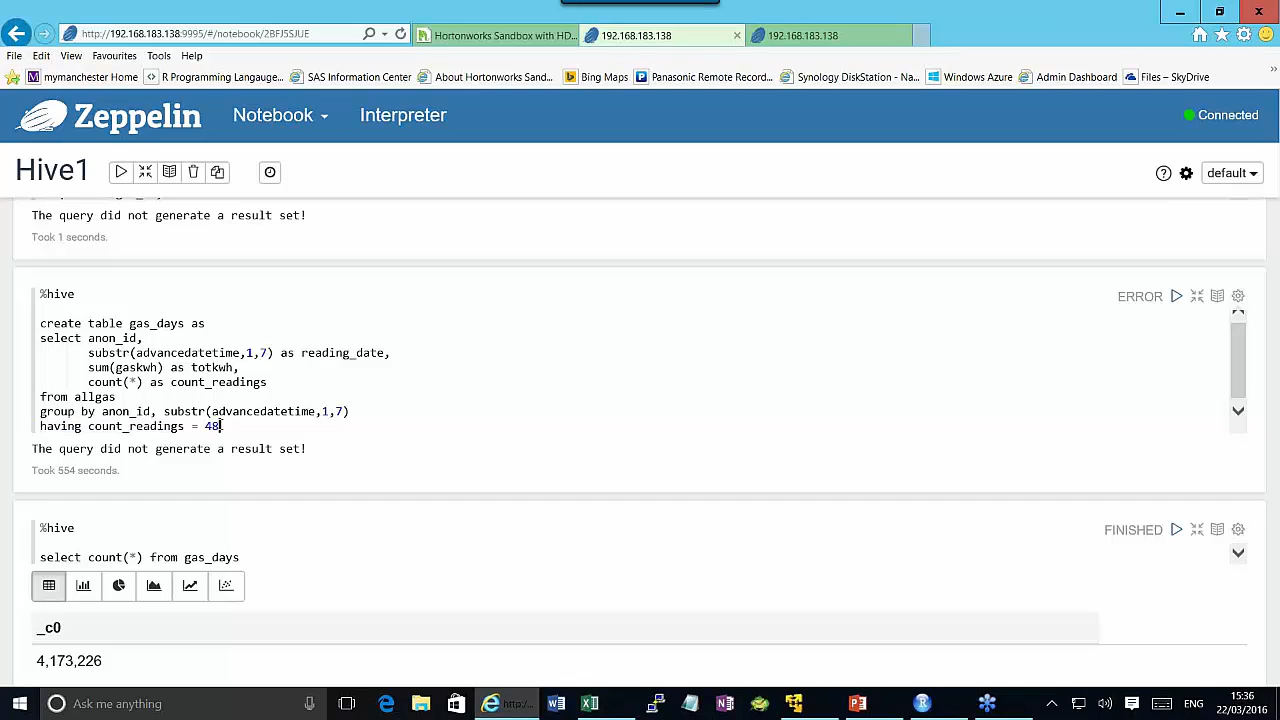 http://192.168.183.138:9995/#/notebook/2BFJ5SJUE
Hortonworks Sandbox with HD...
192.168.183.138
192.168.183.138
File Edit View Favourites Tools Help
mymanchester Home
R Programming Langauge...
SAS Information Center
About Hortonworks Sand...
Bing Maps
Panasonic Remote Record...
Synology DiskStation - Na...
Windows Azure
Admin Dashboard
Files – SkyDrive
Zeppelin
Notebook
Interpreter
Connected
Hive1
default
The query did not generate a result set!
Took 1 seconds.
%hive
ERROR
create table gas_days as
select anon_id,
substr(advancedatetime,1,7) as reading_date,
sum(gaskwh) as totkwh,
count(*) as count_readings
from allgas
group by anon_id, substr(advancedatetime,1,7)
having count_readings = 48
The query did not generate a result set!
Took 554 seconds.
%hive
FINISHED
select count(*) from gas_days
_c0
4,173,226
Ask me anything
http:/...
ENG
15:36
22/03/2016